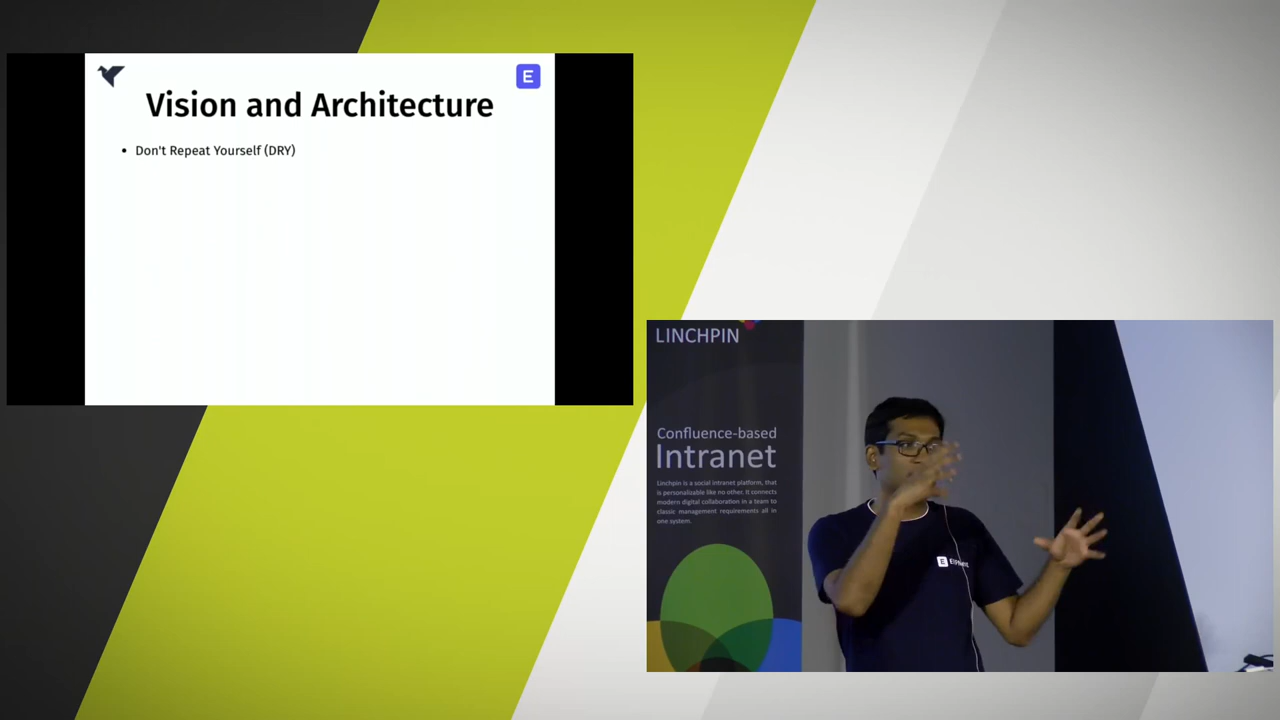 E
Vision and Architecture
• Don't Repeat Yourself (DRY)
LINCHPIN
Confluence-based
Intranet
Linchpin is a social intranet platform, that
is personalizable like no other. It connects
modern digital collaboration in a team to
classic management requirements all in
one system.
E